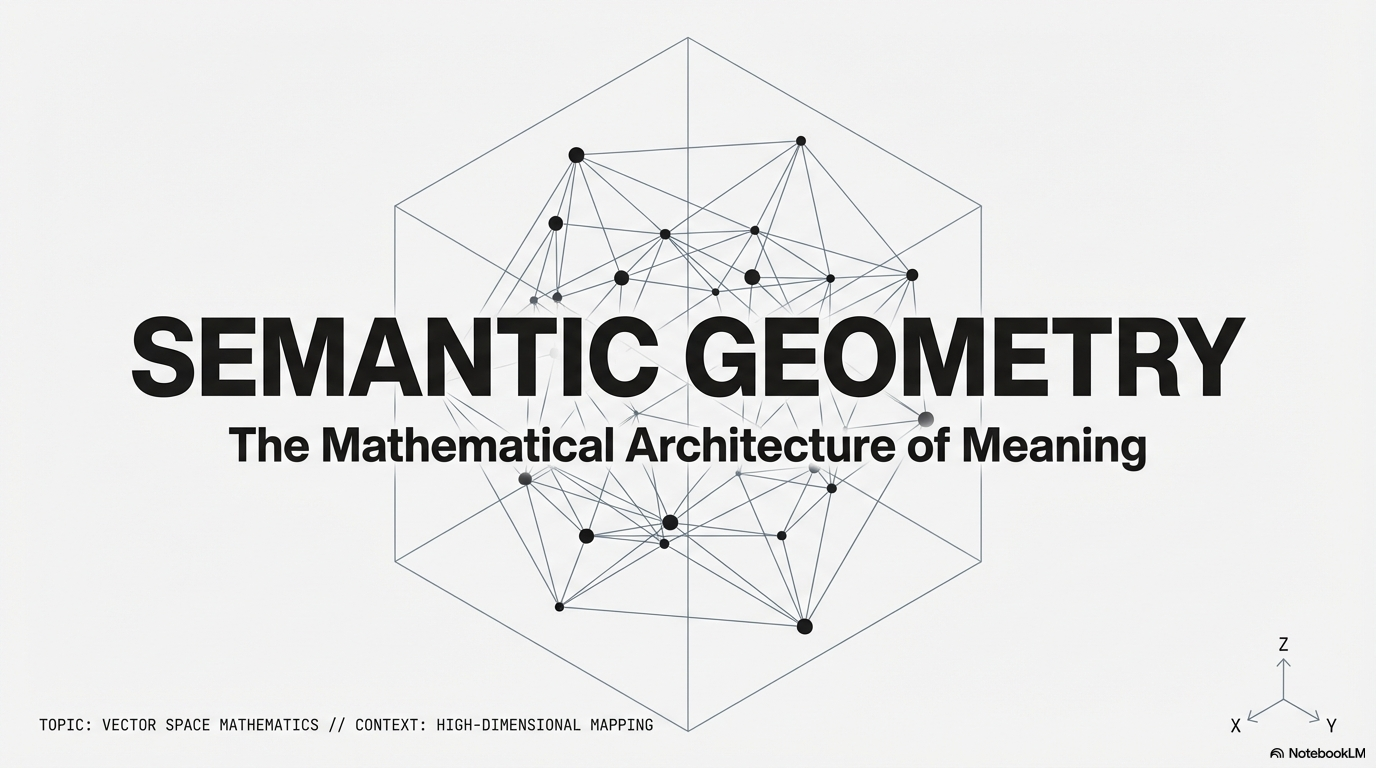 SEMANTIC GEOMETRY
The Mathematical Architecture of Meaning
TOPIC: VECTOR SPACE MATHEMATICS // CONTEXT: HIGH-DIMENSIONAL MAPPING
Z
X
Y
NotebookLM